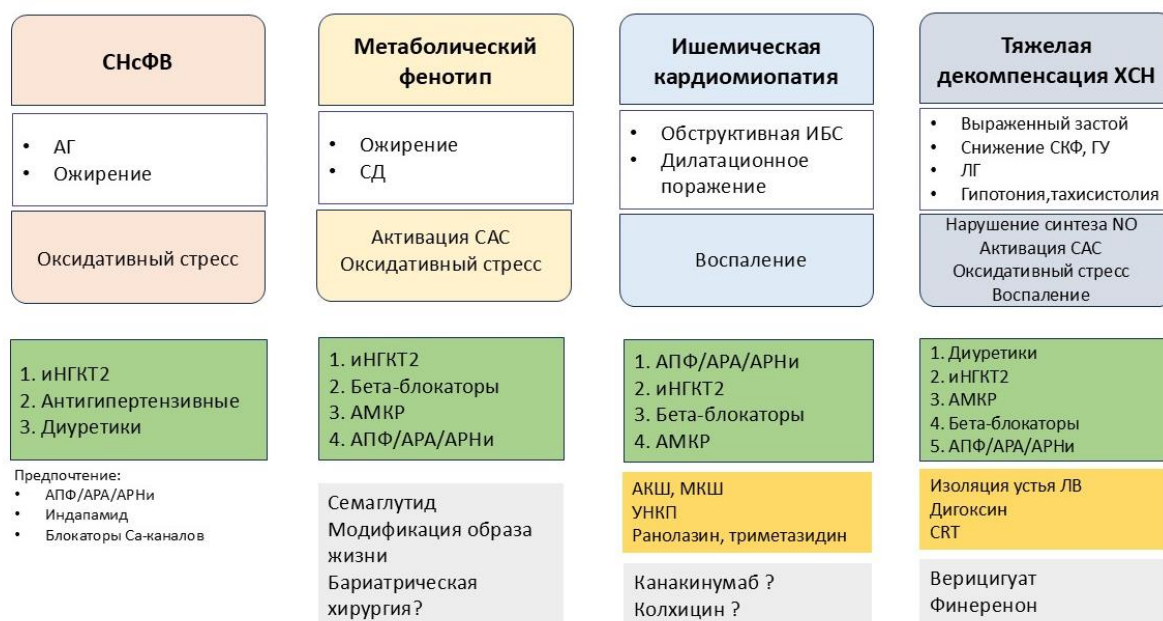 СНсФВ
• АГ
• Ожирение
Оксидативный стресс
1. иНГКТ2
2. Антигипертензивные
3. Диуретики
Предпочтение:
• АПФ/АРА/АРНи
• Индапамид
• Блокаторы Са-каналов
Метаболический
фенотип
• Ожирение
• СД
Активация САС
Оксидативный стресс
1. иНГКТ2
2. Бета-блокаторы
3. АМКР
4. АПФ/АРА/АРНи
Семаглутид
Модификация образа
жизни
Бариатрическая
хирургия?
Ишемическая
кардиомиопатия
• Обструктивная ИБС
• Дилатационное
поражение
Воспаление
1. АПФ/АРА/АРНи
2. иНГКТ2
3. Бета-блокаторы
4. АМКР
АКШ, МКШ
УНКП
Ранолазин, триметазидин
Канакинумаб ?
Колхицин ?
Тяжелая
декомпенсация ХСН
• Выраженный застой
• Снижение СКФ, ГУ
• ЛГ
• Гипотония,тахисистолия
Нарушение синтеза NO
Активация САС
Оксидативный стресс
Воспаление
1. Диуретики
2. иНГКТ2
3. АМКР
4. Бета-блокаторы
5. АПФ/АРА/АРНи
Изоляция устья ЛВ
Дигоксин
CRT
Верицигуат
Финеренон